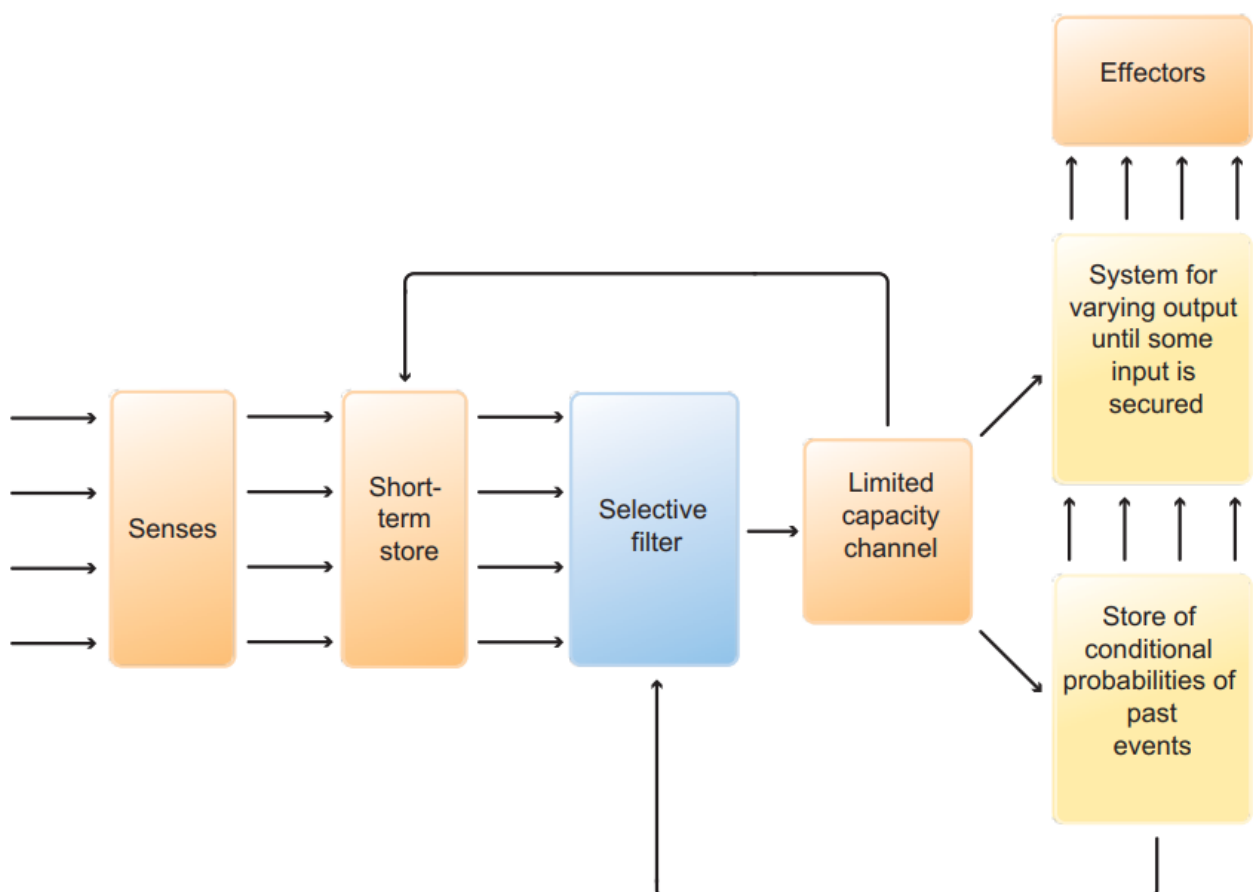 Effectors
System for
varying output
until some
input is
secured
Senses
Short-
term
store
Selective
filter
Limited
capacity
channel
Store of
conditional
probabilities of
past
events